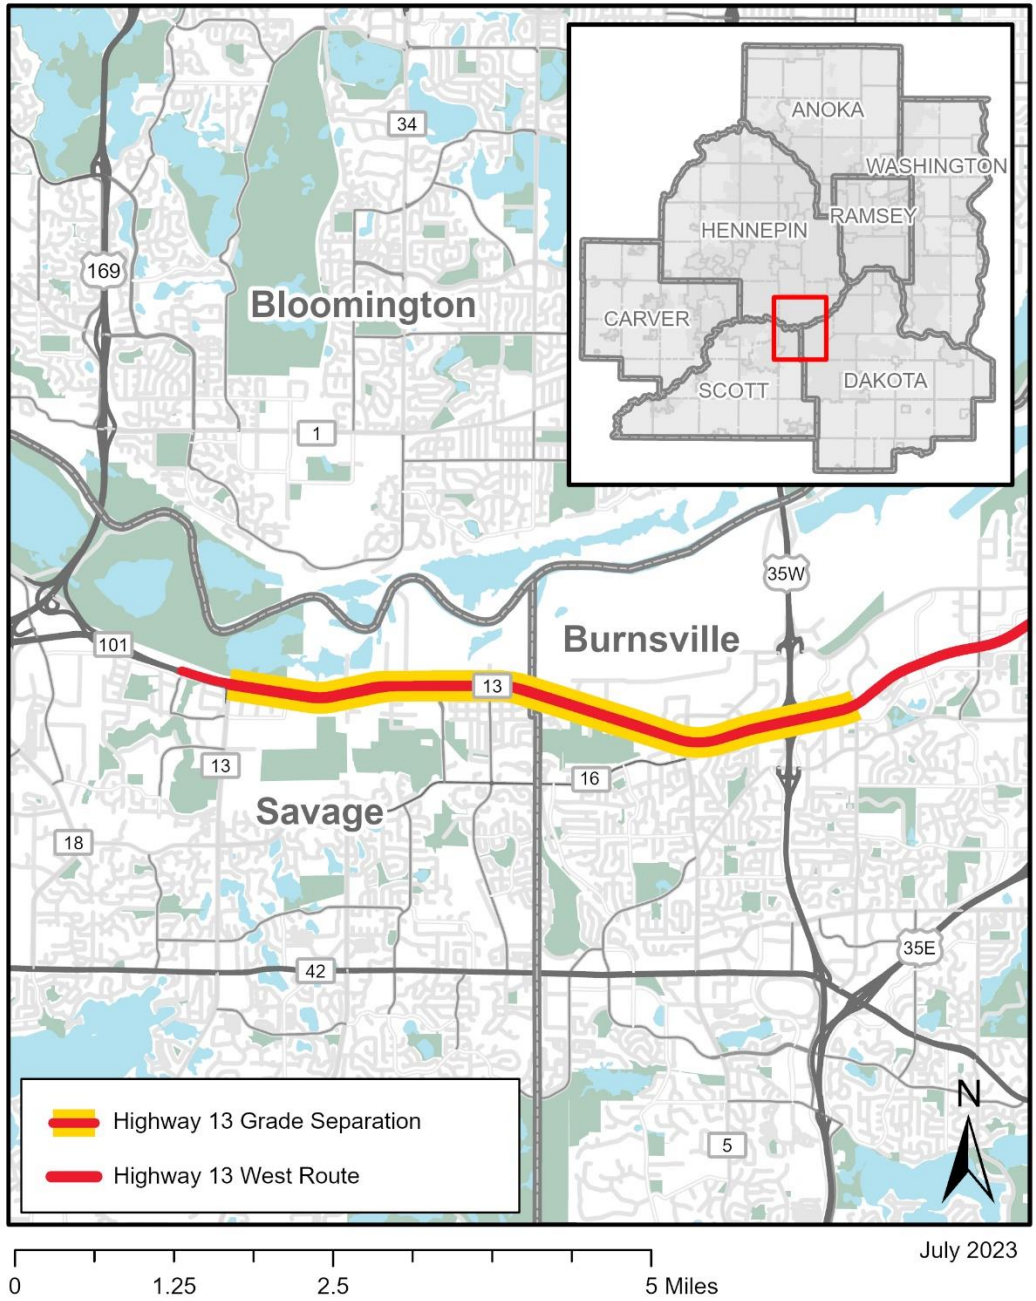 34
ANOKA
WASHINGTON
HENNEPIN
RAMSEY
CARVER
SCOTT
DAKOTA
169
Bloomington
1
35W
101
Burnsville
13
13
16
Savage
18
35E
42
5
N
Highway 13 Grade Separation
Highway 13 West Route
July 2023
0
1.25
2.5
5 Miles